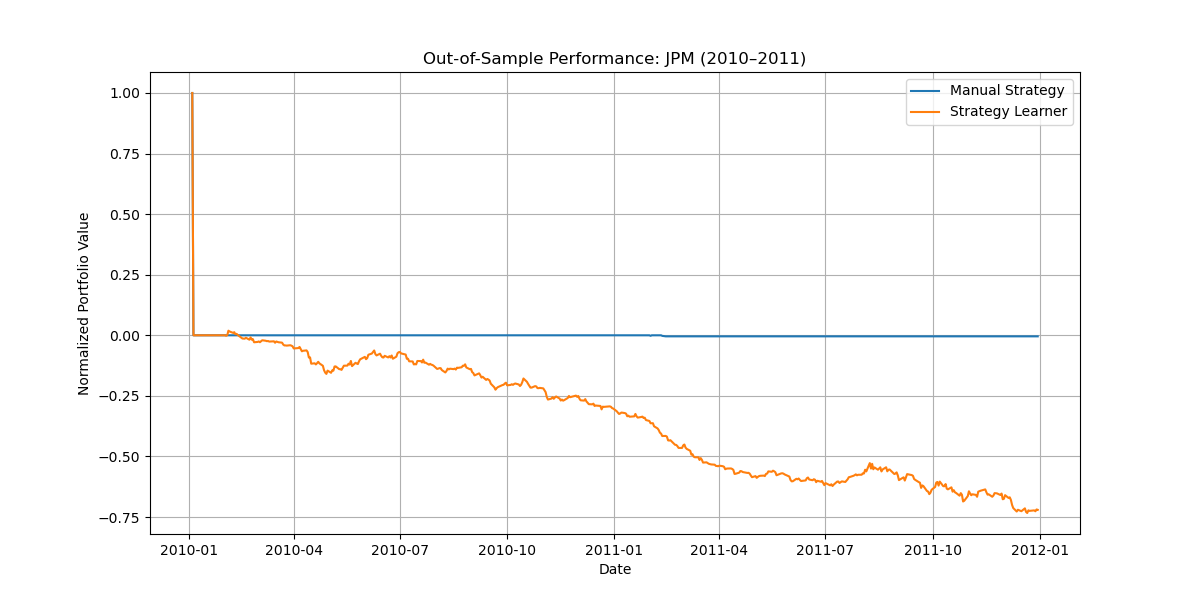 Out-of-Sample Performance: JPM (2010–2011)
Manual Strategy
Strategy Learner
Normalized Portfolio Value
1.00
0.75
0.50
0.25
0.00
−0.25
−0.50
−0.75
2010-01 2010-04 2010-07 2010-10 2011-01 2011-04 2011-07 2011-10 2012-01
Date